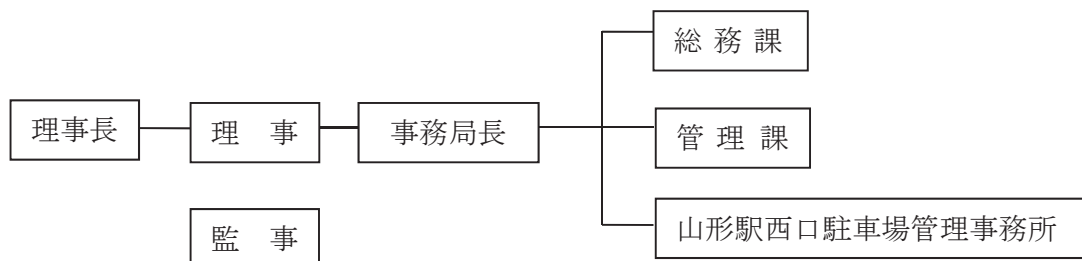 総 務 課
理事長
理　事
事務局長
管 理 課
監　事
山形駅西口駐車場管理事務所